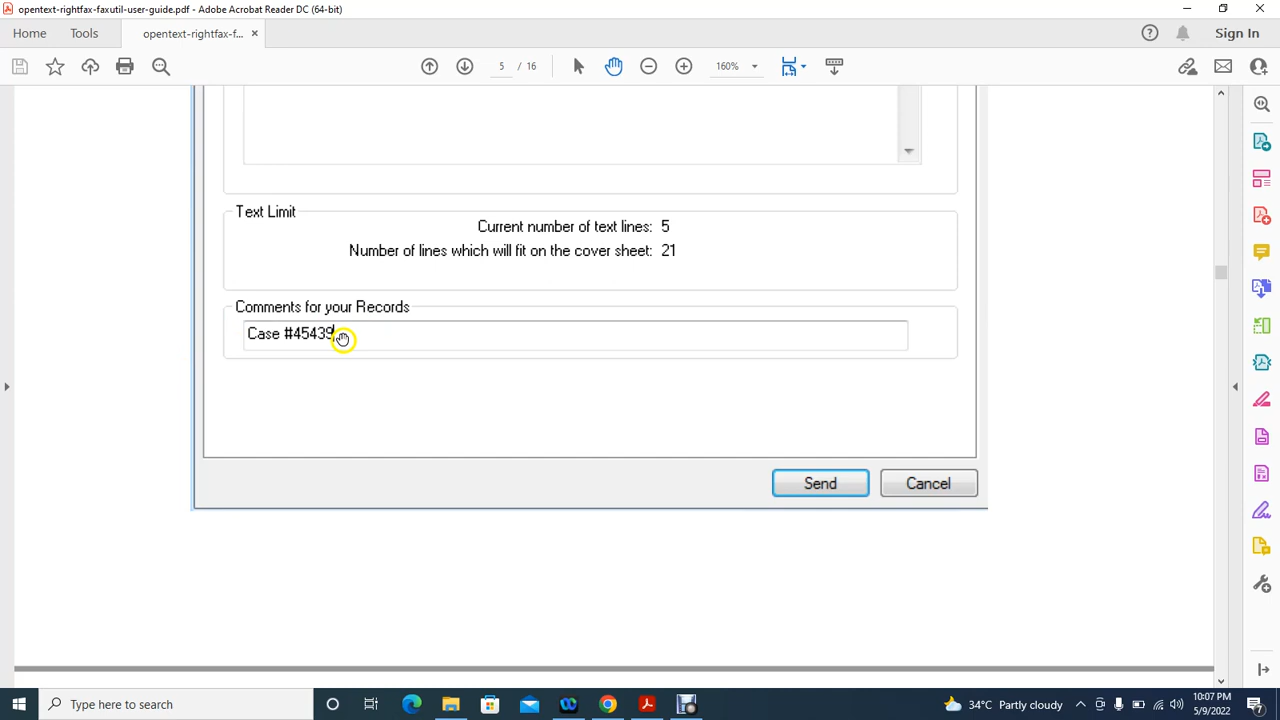 opentext-rightfax-faxutil-user-guide.pdf - Adobe Acrobat Reader DC (64-bit)
Home
Tools
opentext-rightfax-f...
Sign In
5 / 16
160%
Text Limit
Current number of text lines: 5
Number of lines which will fit on the cover sheet: 21
Comments for your Records
Case #45439
Send
Cancel
Type here to search
34°C Partly cloudy
10:07 PM
5/9/2022
7